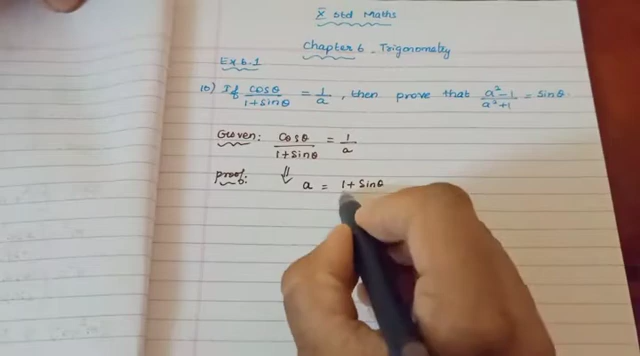 X̄ Std Maths
Chapter 6 - Trigonometry
Ex 6.1
10) If cosθ / 1+sinθ = 1/a , then prove that a²-1 / a²+1 = sinθ.
Given: cosθ / 1+sinθ = 1/a
proof: ⇓ a = 1+ sinθ